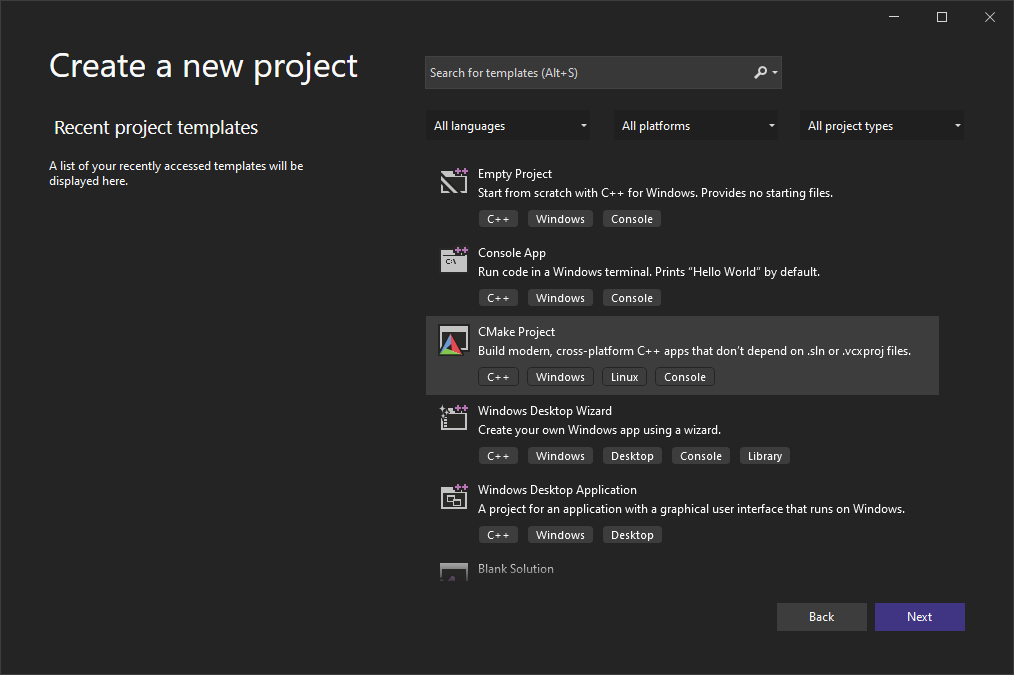 Create a new project
Search for templates (Alt+S)
Recent project templates
A list of your recently accessed templates will be
displayed here.
All languages
All platforms
All project types
Empty Project
Start from scratch with C++ for Windows. Provides no starting files.
C++ Windows Console
Console App
Run code in a Windows terminal. Prints “Hello World” by default.
C++ Windows Console
CMake Project
Build modern, cross-platform C++ apps that don’t depend on .sln or .vcxproj files.
C++ Windows Linux Console
Windows Desktop Wizard
Create your own Windows app using a wizard.
C++ Windows Desktop Console Library
Windows Desktop Application
A project for an application with a graphical user interface that runs on Windows.
C++ Windows Desktop
Blank Solution
Back
Next